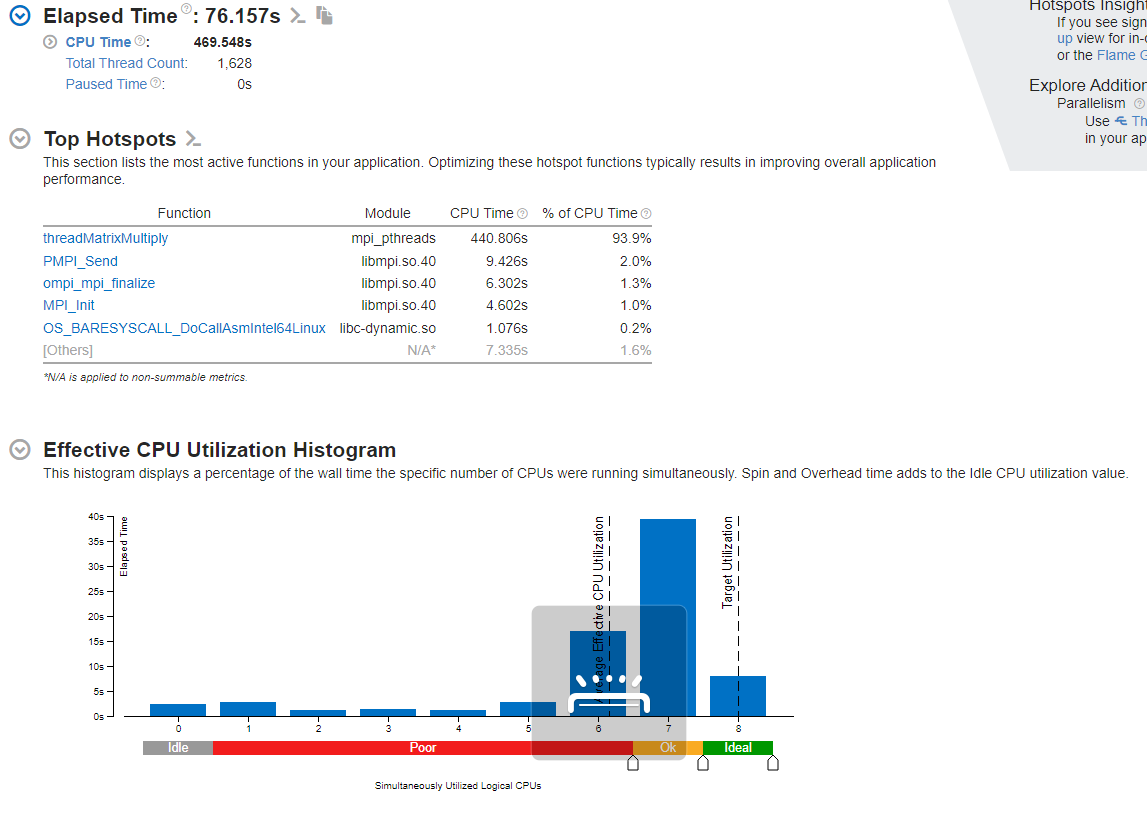 Elapsed Time: 76.157s
CPU Time: 469.548s
Total Thread Count: 1,628
Paused Time: 0s
Hotspots Insight
If you see sign
up view for in-
or the Flame G
Explore Addition
Parallelism
Use Th
in your ap
Top Hotspots
This section lists the most active functions in your application. Optimizing these hotspot functions typically results in improving overall application
performance.
Function Module CPU Time % of CPU Time
threadMatrixMultiply mpi_pthreads 440.806s 93.9%
PMPI_Send libmpi.so.40 9.426s 2.0%
ompi_mpi_finalize libmpi.so.40 6.302s 1.3%
MPI_Init libmpi.so.40 4.602s 1.0%
OS_BARESYSCALL_DoCallAsmIntel64Linux libc-dynamic.so 1.076s 0.2%
[Others] N/A* 7.335s 1.6%
*N/A is applied to non-summable metrics.
Effective CPU Utilization Histogram
This histogram displays a percentage of the wall time the specific number of CPUs were running simultaneously. Spin and Overhead time adds to the Idle CPU utilization value.
40s
35s
30s
25s
20s
15s
10s
5s
0s
Elapsed Time
Average Effective CPU Utilization
Target Utilization
0 1 2 3 4 5 6 7 8
Idle Poor Ok Ideal
Simultaneously Utilized Logical CPUs